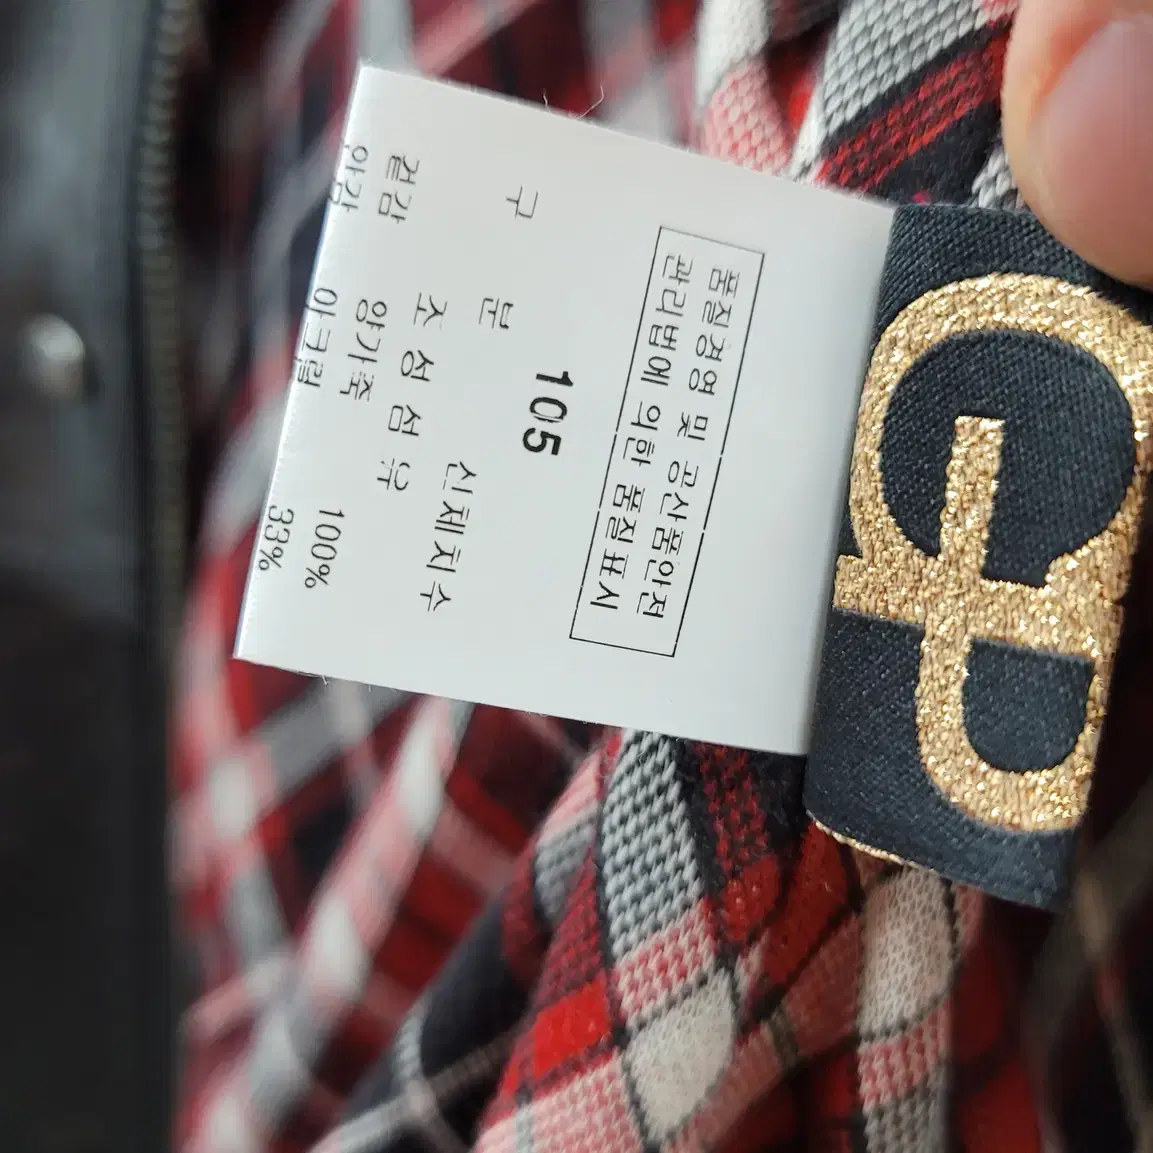 품질경영 및 공산품안전
관리법에 의한 품질표시
105
구 분 신체치수
조성섬유
겉감 양가죽 100%
안감 아크릴 33%